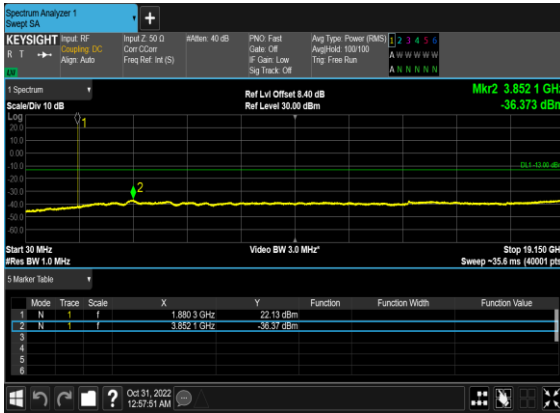 Spectrum Analyzer 1
Swept SA
+
KEYSIGHT
R T
Input: RF
Coupling: DC
Align: Auto
Input Z: 50 Ω
Corr CCorr
Freq Ref: Int (S)
#Atten: 40 dB
PNO: Fast
Gate: Off
IF Gain: Low
Sig Track: Off
Avg Type: Power (RMS)
Avg|Hold: 100/100
Trig: Free Run
1 2 3 4 5 6
A W W W W W
A N N N N N
1 Spectrum
Scale/Div 10 dB
Ref Lvl Offset 8.40 dB
Ref Level 30.00 dBm
Mkr2 3.852 1 GHz
-36.373 dBm
Log
20.0
10.0
0.00
-10.0
-20.0
-30.0
-40.0
-50.0
-60.0
1
2
DL1 -13.00 dBm
Start 30 MHz
#Res BW 1.0 MHz
Video BW 3.0 MHz*
Stop 19.150 GH
Sweep ~35.6 ms (40001 pts
5 Marker Table
Mode Trace Scale X Y Function Function Width Function Value
1 N 1 f 1.880 3 GHz 22.13 dBm
2 N 1 f 3.852 1 GHz -36.37 dBm
3
4
5
6
?
Oct 31, 2022
12:57:51 AM